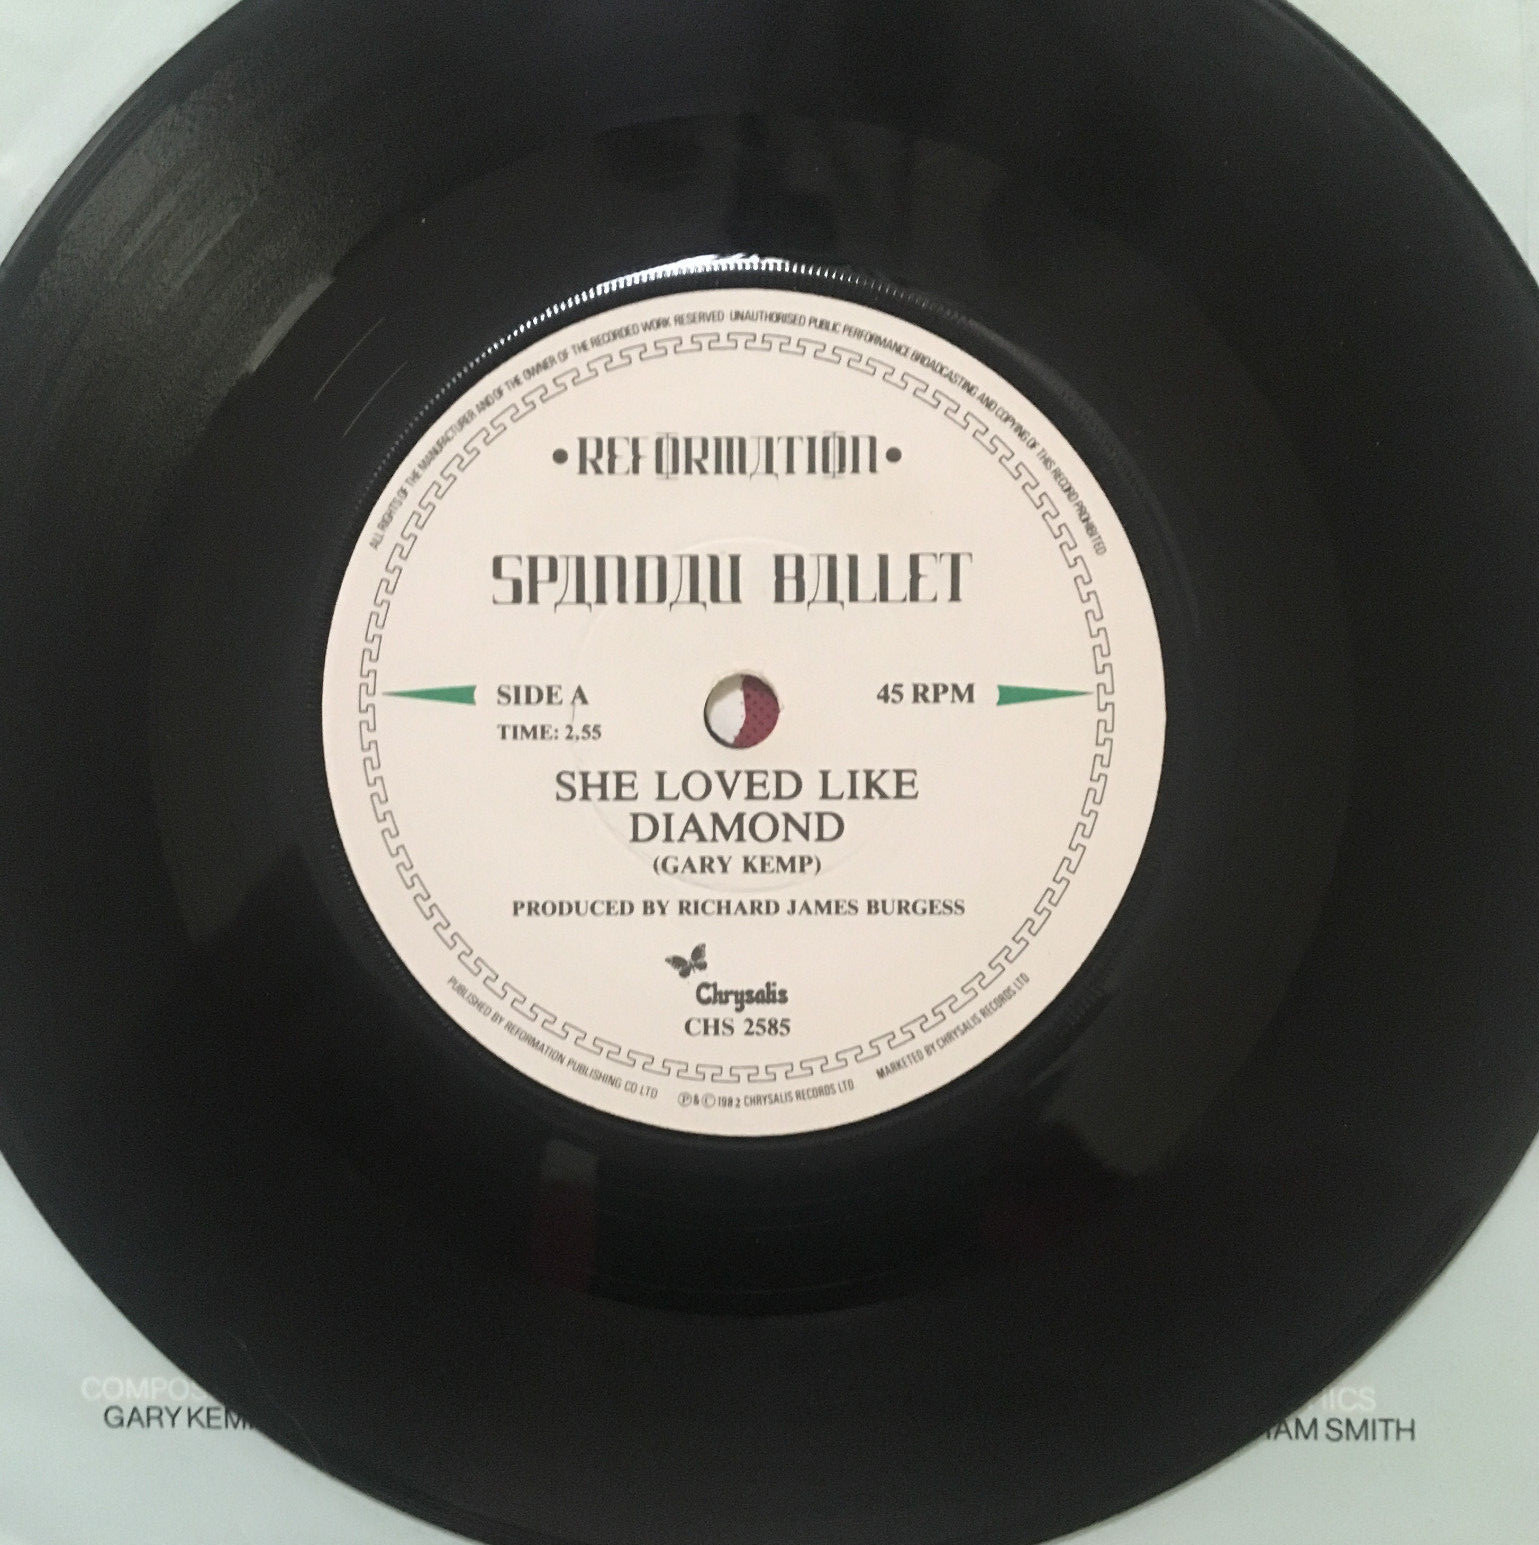 ALL RIGHTS OF THE MANUFACTURER AND OF THE OWNER OF THE RECORDED WORK RESERVED UNAUTHORISED PUBLIC PERFORMANCE BROADCASTING AND COPYING OF THIS RECORD PROHIBITED
•REFORMATION•
SPANDAU BALLET
SIDE A 45 RPM
TIME: 2,55
SHE LOVED LIKE
DIAMOND
(GARY KEMP)
PRODUCED BY RICHARD JAMES BURGESS
Chrysalis
CHS 2585
PUBLISHED BY REFORMATION PUBLISHING CO LTD ℗ & © 1982 CHRYSALIS RECORDS LTD MARKETED BY CHRYSALIS RECORDS LTD
GARY SMITH